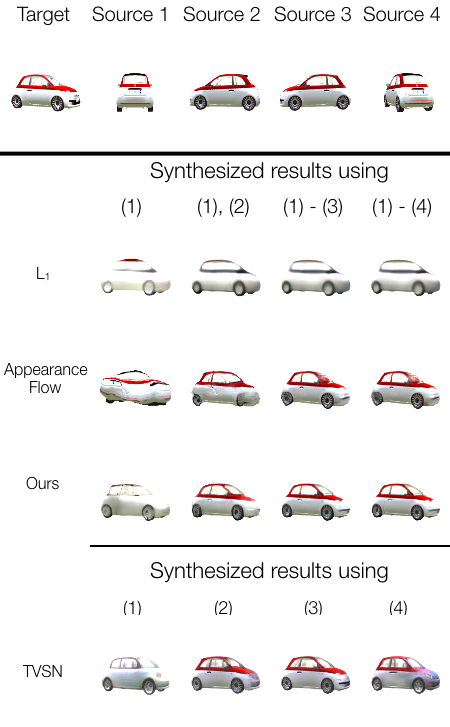 Target Source 1 Source 2 Source 3 Source 4
Synthesized results using
(1) (1), (2) (1) - (3) (1) - (4)
L₁
Appearance
Flow
Ours
Synthesized results using
(1) (2) (3) (4)
TVSN